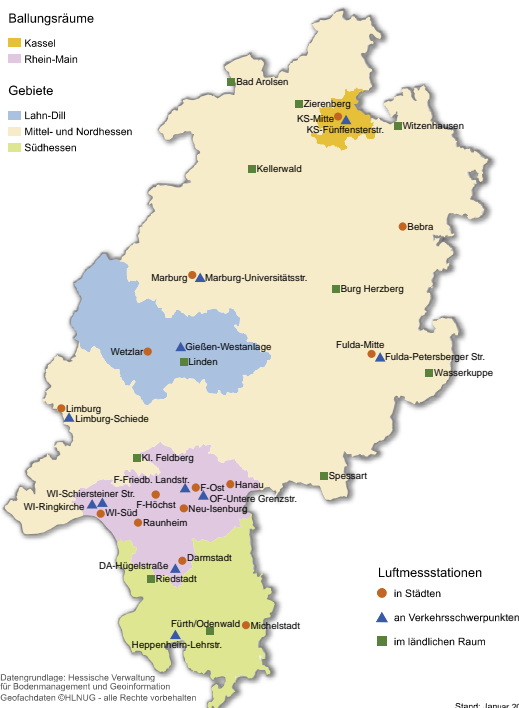 Ballungsräume
Kassel
Rhein-Main
Gebiete
Lahn-Dill
Mittel- und Nordhessen
Südhessen
Bad Arolsen
Zierenberg
KS-Mitte
KS-Fünffensterstr.
Witzenhausen
Kellerwald
Bebra
Marburg
Marburg-Universitätsstr.
Burg Herzberg
Wetzlar
Gießen-Westanlage
Linden
Fulda-Mitte
Fulda-Petersberger Str.
Wasserkuppe
Limburg
Limburg-Schiede
Kl. Feldberg
Spessart
F-Friedb. Landstr.
F-Ost
Hanau
WI-Schiersteiner Str.
OF-Untere Grenzstr.
WI-Ringkirche
F-Höchst
Neu-Isenburg
WI-Süd
Raunheim
Darmstadt
DA-Hügelstraße
Riedstadt
Fürth/Odenwald
Michelstadt
Heppenheim-Lehrstr.
Luftmessstationen
in Städten
an Verkehrsschwerpunkten
im ländlichen Raum
Datengrundlage: Hessische Verwaltung
für Bodenmanagement und Geoinformation
Geofachdaten ©HLNUG - alle Rechte vorbehalten
Stand: Januar 20